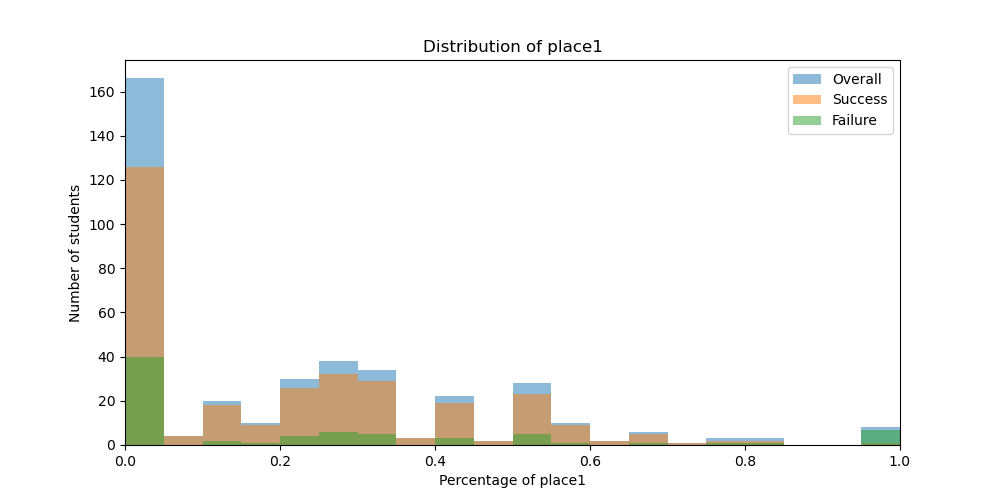 Distribution of place1
Overall
Success
Failure
Number of students
160
140
120
100
80
60
40
20
0
0.0 0.2 0.4 0.6 0.8 1.0
Percentage of place1